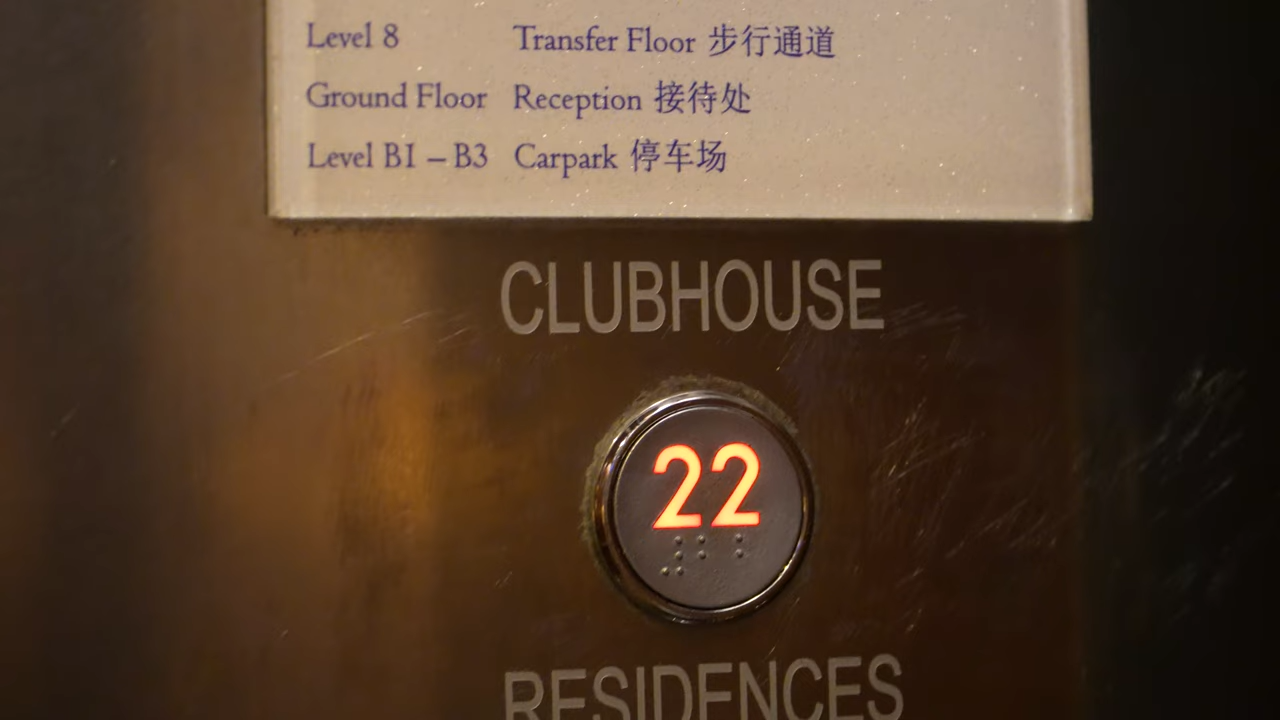 Level 8 Transfer Floor 步行通道
Ground Floor Reception 接待处
Level B1 – B3 Carpark 停车场
CLUBHOUSE
22
RESIDENCES